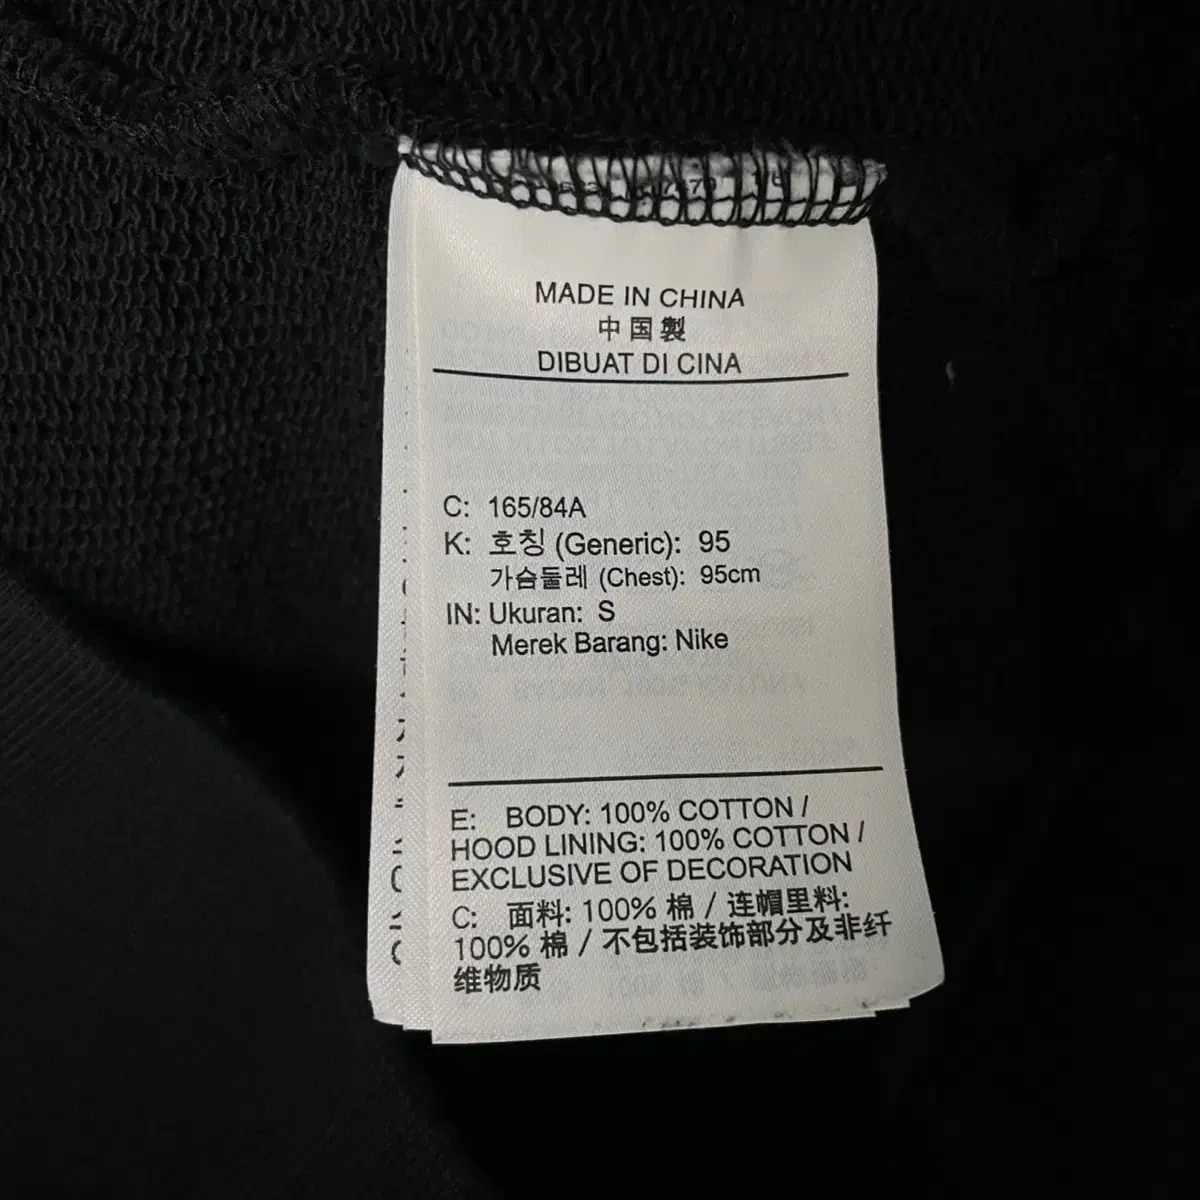 MADE IN CHINA
中国製
DIBUAT DI CINA
C: 165/84A
K: 호칭 (Generic): 95
가슴둘레 (Chest): 95cm
IN: Ukuran: S
Merek Barang: Nike
E: BODY: 100% COTTON /
HOOD LINING: 100% COTTON /
EXCLUSIVE OF DECORATION
C: 面料: 100% 棉 / 连帽里料:
100% 棉 / 不包括装饰部分及非纤
维物质